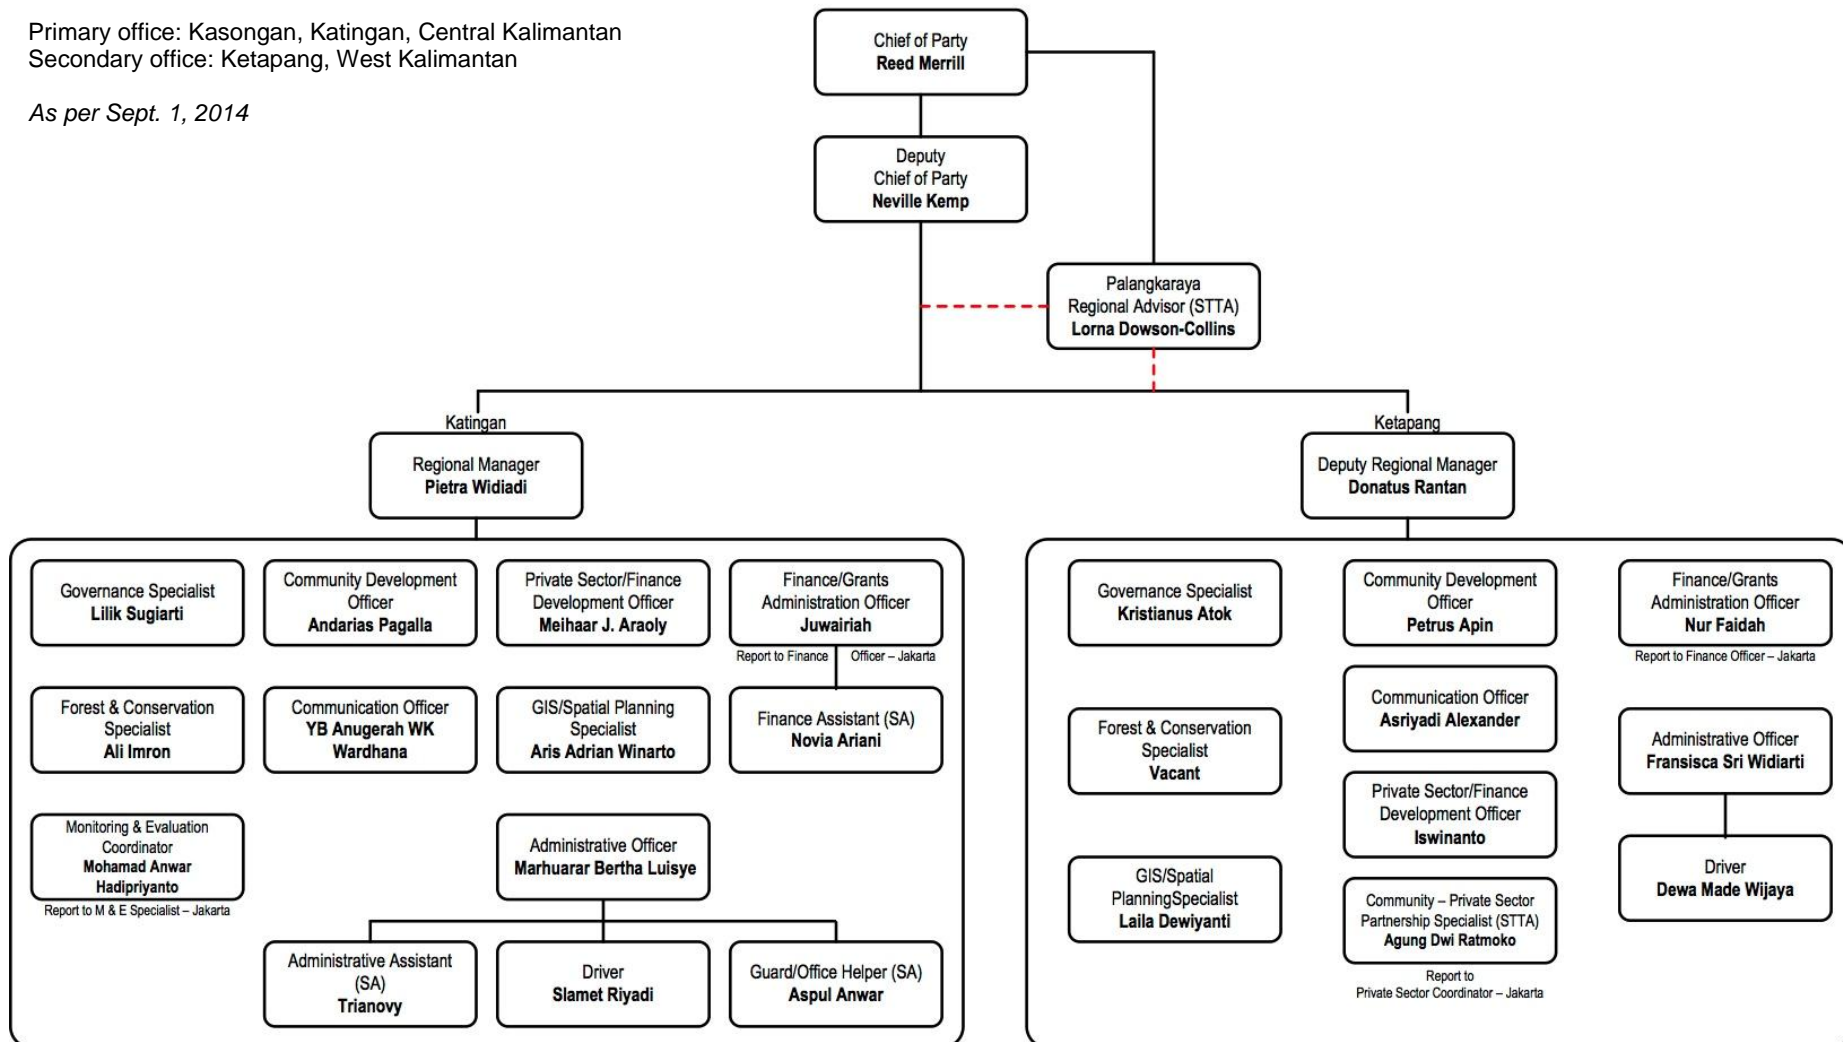 Primary office: Kasongan, Katingan, Central Kalimantan
Secondary office: Ketapang, West Kalimantan
As per Sept. 1, 2014
Chief of Party
Reed Merrill
Deputy
Chief of Party
Neville Kemp
Palangkaraya
Regional Advisor (STTA)
Lorna Dowson-Collins
Katingan
Regional Manager
Pietra Widiadi
Ketapang
Deputy Regional Manager
Donatus Rantan
Governance Specialist
Lilik Sugiarti
Community Development
Officer
Andarias Pagalla
Private Sector/Finance
Development Officer
Meihaar J. Araoly
Finance/Grants
Administration Officer
Juwairiah
Report to Finance Officer – Jakarta
Forest & Conservation
Specialist
Ali Imron
Communication Officer
YB Anugerah WK
Wardhana
GIS/Spatial Planning
Specialist
Aris Adrian Winarto
Finance Assistant (SA)
Novia Ariani
Monitoring & Evaluation
Coordinator
Mohamad Anwar
Hadipriyanto
Report to M & E Specialist – Jakarta
Administrative Officer
Marhuarar Bertha Luisye
Administrative Assistant
(SA)
Trianovy
Driver
Slamet Riyadi
Guard/Office Helper (SA)
Aspul Anwar
Governance Specialist
Kristianus Atok
Community Development
Officer
Petrus Apin
Finance/Grants
Administration Officer
Nur Faidah
Report to Finance Officer – Jakarta
Forest & Conservation
Specialist
Vacant
Communication Officer
Asriyadi Alexander
Administrative Officer
Fransisca Sri Widiarti
Private Sector/Finance
Development Officer
Iswinanto
GIS/Spatial
PlanningSpecialist
Laila Dewiyanti
Driver
Dewa Made Wijaya
Community – Private Sector
Partnership Specialist (STTA)
Agung Dwi Ratmoko
Report to
Private Sector Coordinator – Jakarta